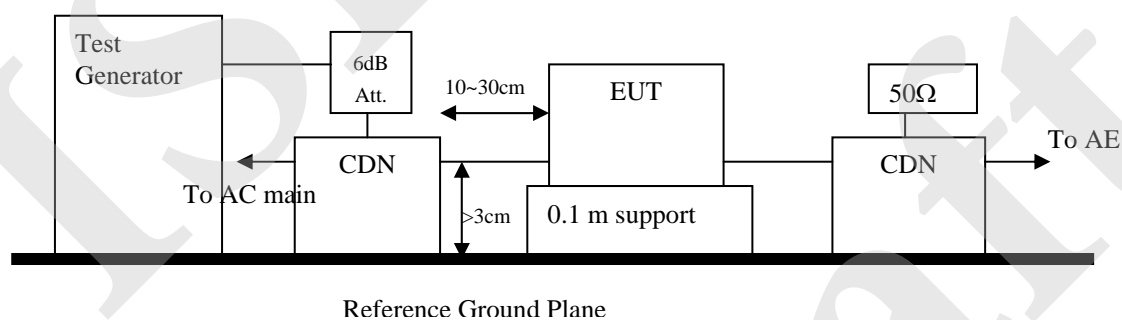 Test
Generator
6dB
Att.
10~30cm
EUT
50Ω
To AE
CDN
CDN
To AC main
>3cm
0.1 m support
Reference Ground Plane